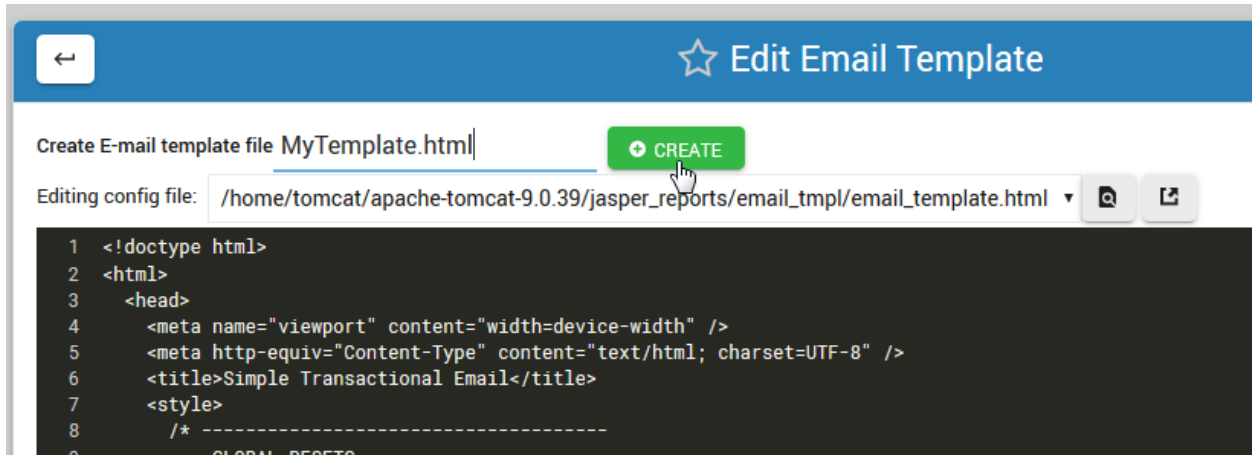 Edit Email Template
Create E-mail template file MyTemplate.html CREATE
Editing config file: /home/tomcat/apache-tomcat-9.0.39/jasper_reports/email_tmpl/email_template.html
1 <!doctype html>
2 <html>
3 <head>
4 <meta name="viewport" content="width=device-width" />
5 <meta http-equiv="Content-Type" content="text/html; charset=UTF-8" />
6 <title>Simple Transactional Email</title>
7 <style>
8 /* -------------------------------------
9 GLOBAL RESETS